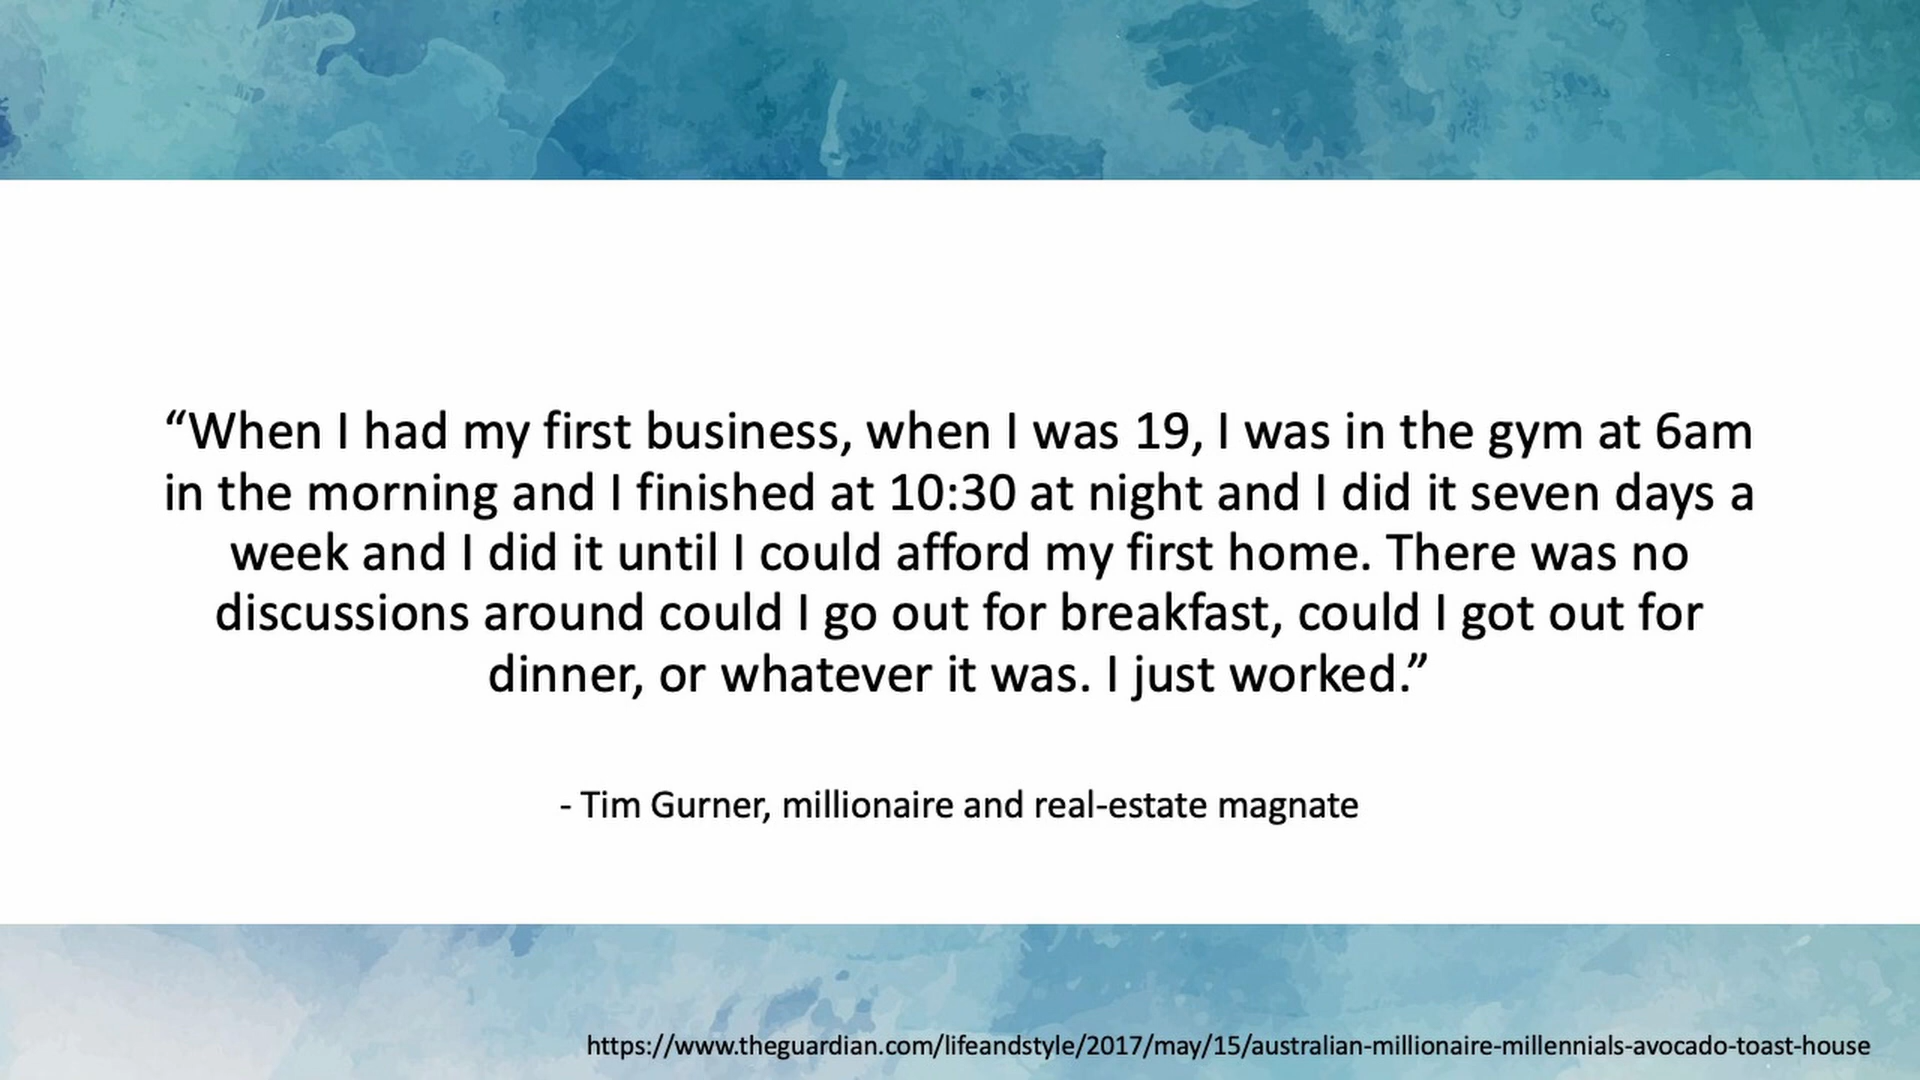 “When I had my first business, when I was 19, I was in the gym at 6am
in the morning and I finished at 10:30 at night and I did it seven days a
week and I did it until I could afford my first home. There was no
discussions around could I go out for breakfast, could I got out for
dinner, or whatever it was. I just worked.”
- Tim Gurner, millionaire and real-estate magnate
https://www.theguardian.com/lifeandstyle/2017/may/15/australian-millionaire-millennials-avocado-toast-house